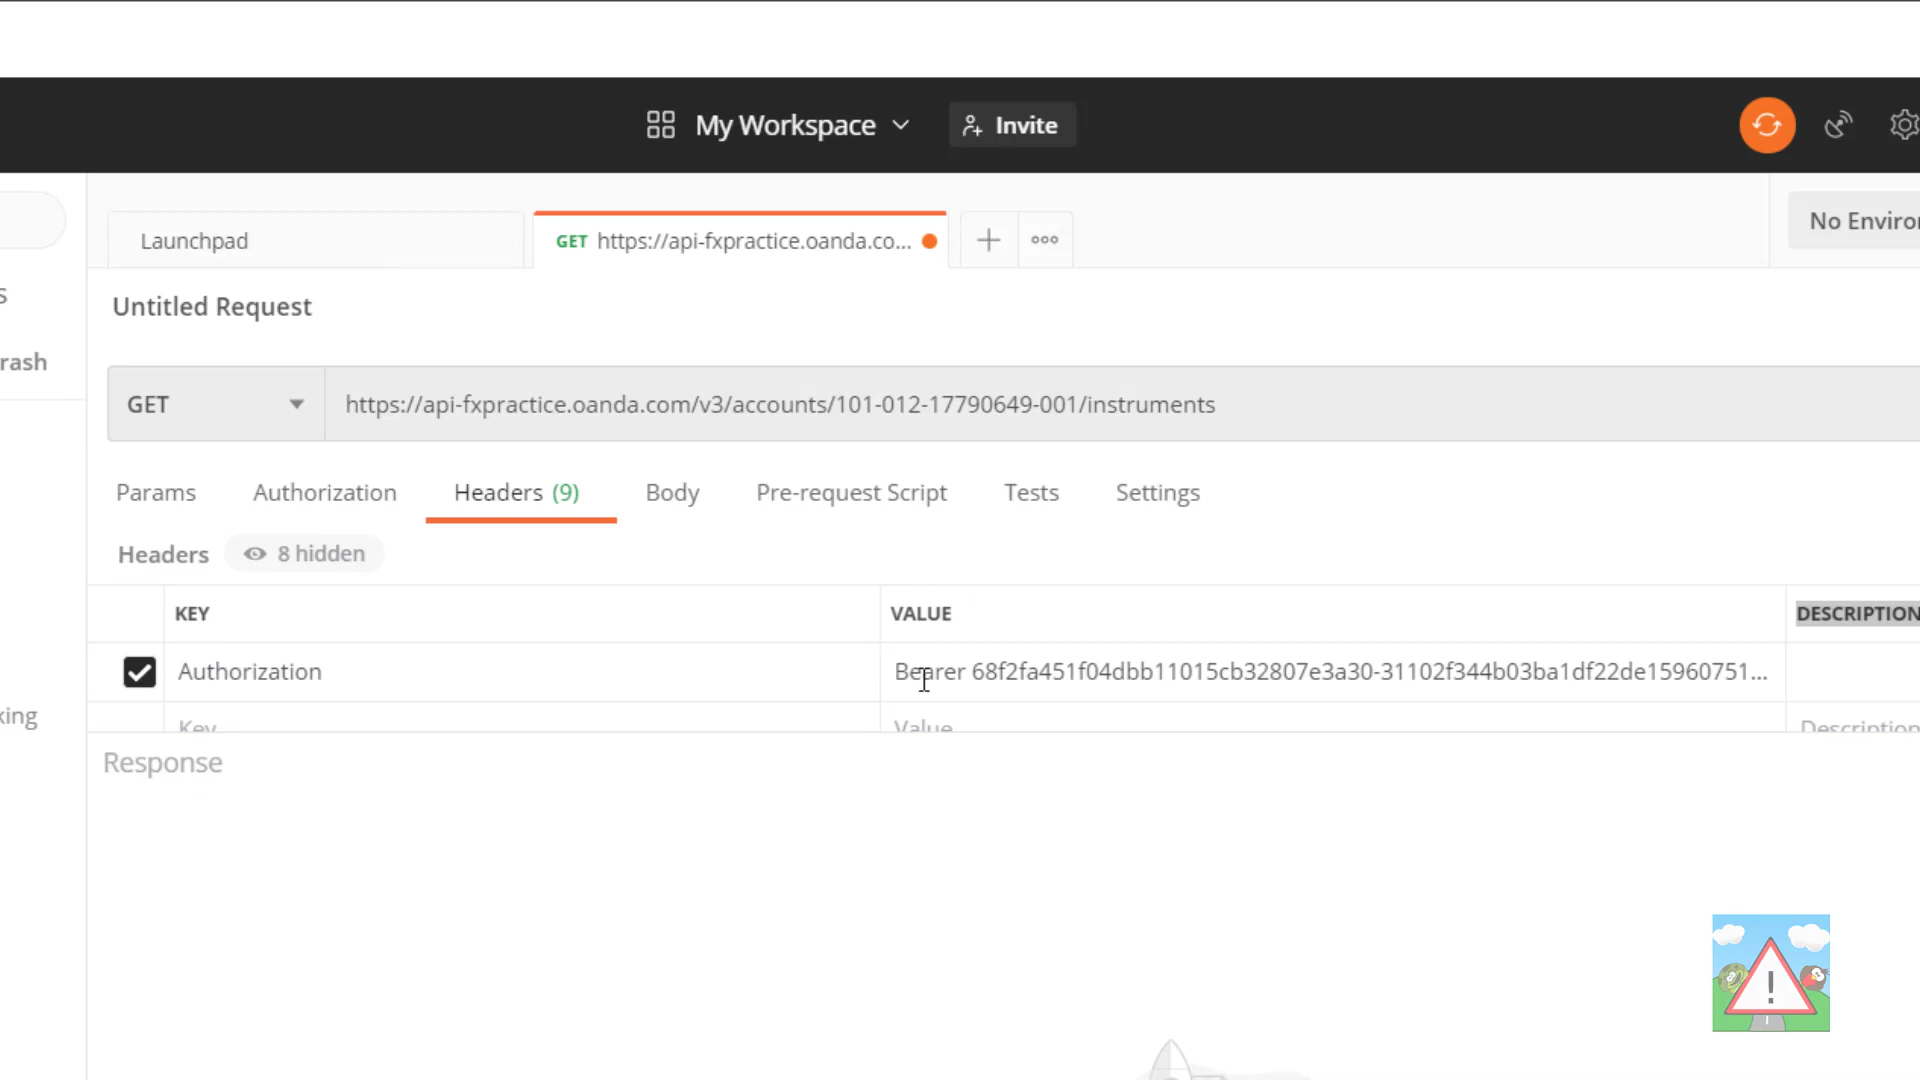 My Workspace
Invite
Launchpad
GET https://api-fxpractice.oanda.co...
No Enviro
Untitled Request
rash
GET
https://api-fxpractice.oanda.com/v3/accounts/101-012-17790649-001/instruments
Params
Authorization
Headers (9)
Body
Pre-request Script
Tests
Settings
Headers
8 hidden
KEY
VALUE
DESCRIPTION
Authorization
Bearer 68f2fa451f04dbb11015cb32807e3a30-31102f344b03ba1df22de15960751...
king
Key
Value
Description
Response
!